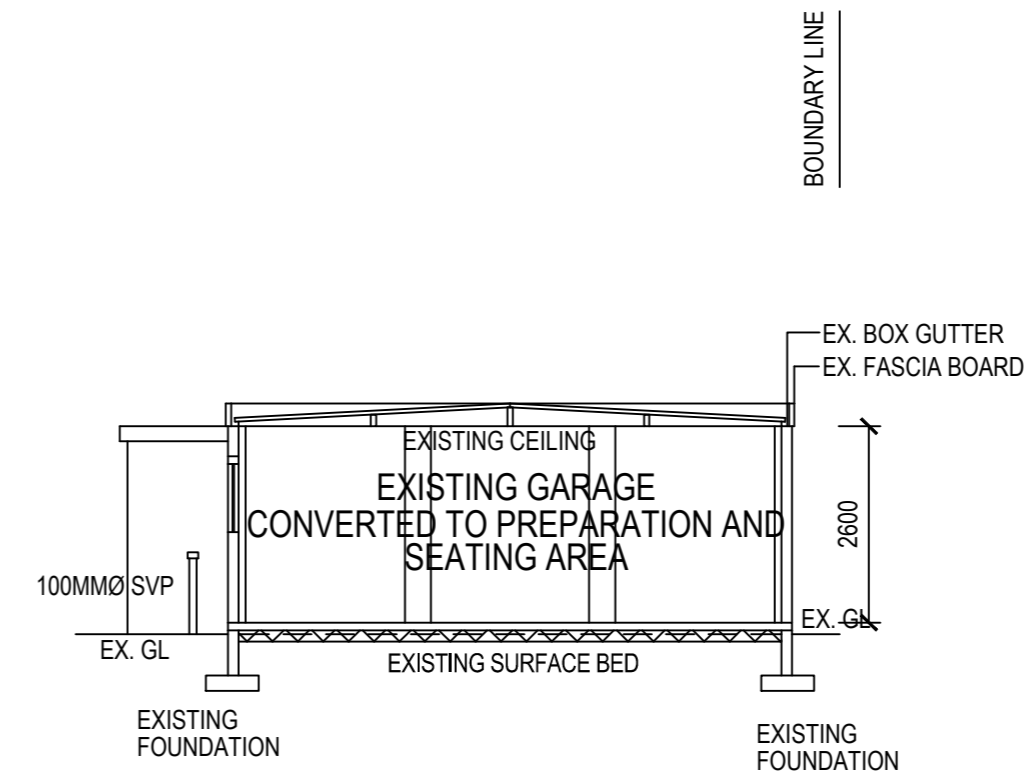 BOUNDARY LINE
EX. BOX GUTTER
EX. FASCIA BOARD
EXISTING CEILING
EXISTING GARAGE
CONVERTED TO PREPARATION AND
SEATING AREA
2600
100MMØ SVP
EX. GL
EX. GL
EXISTING SURFACE BED
EXISTING
FOUNDATION
EXISTING
FOUNDATION